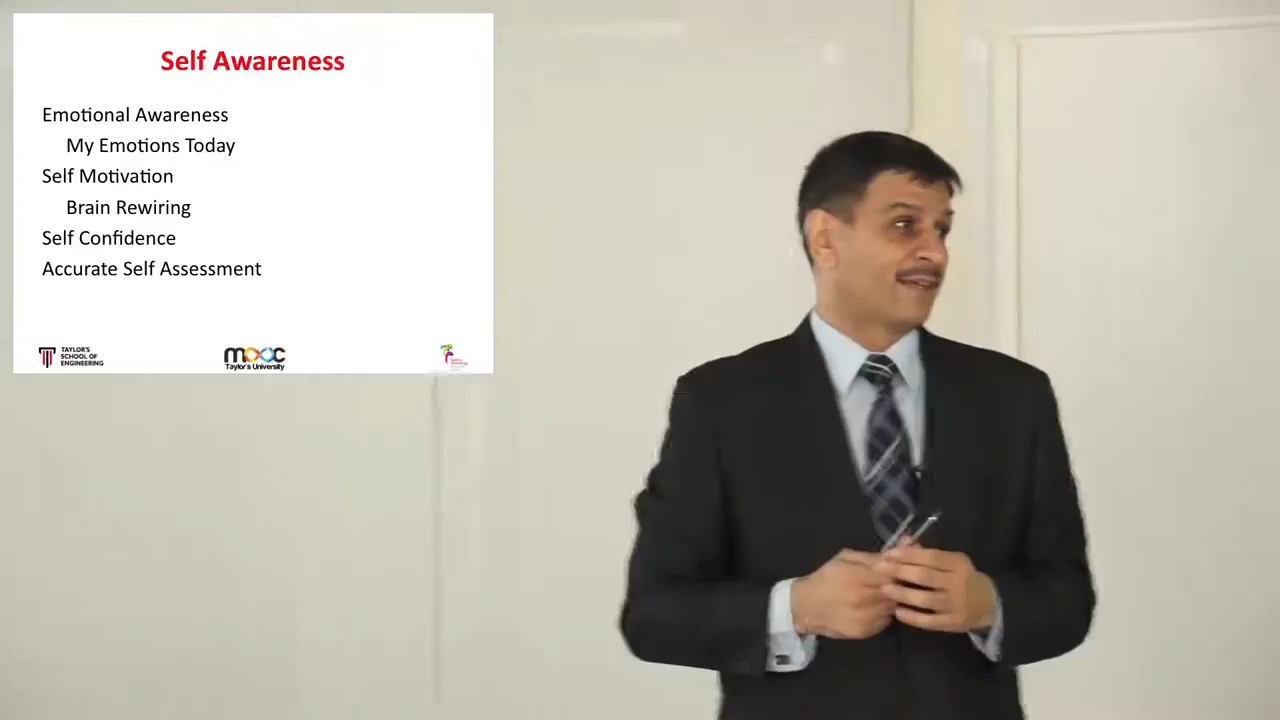 Self Awareness
Emotional Awareness
My Emotions Today
Self Motivation
Brain Rewiring
Self Confidence
Accurate Self Assessment
TAYLOR'S
SCHOOL OF
ENGINEERING
mooc
Taylor's University